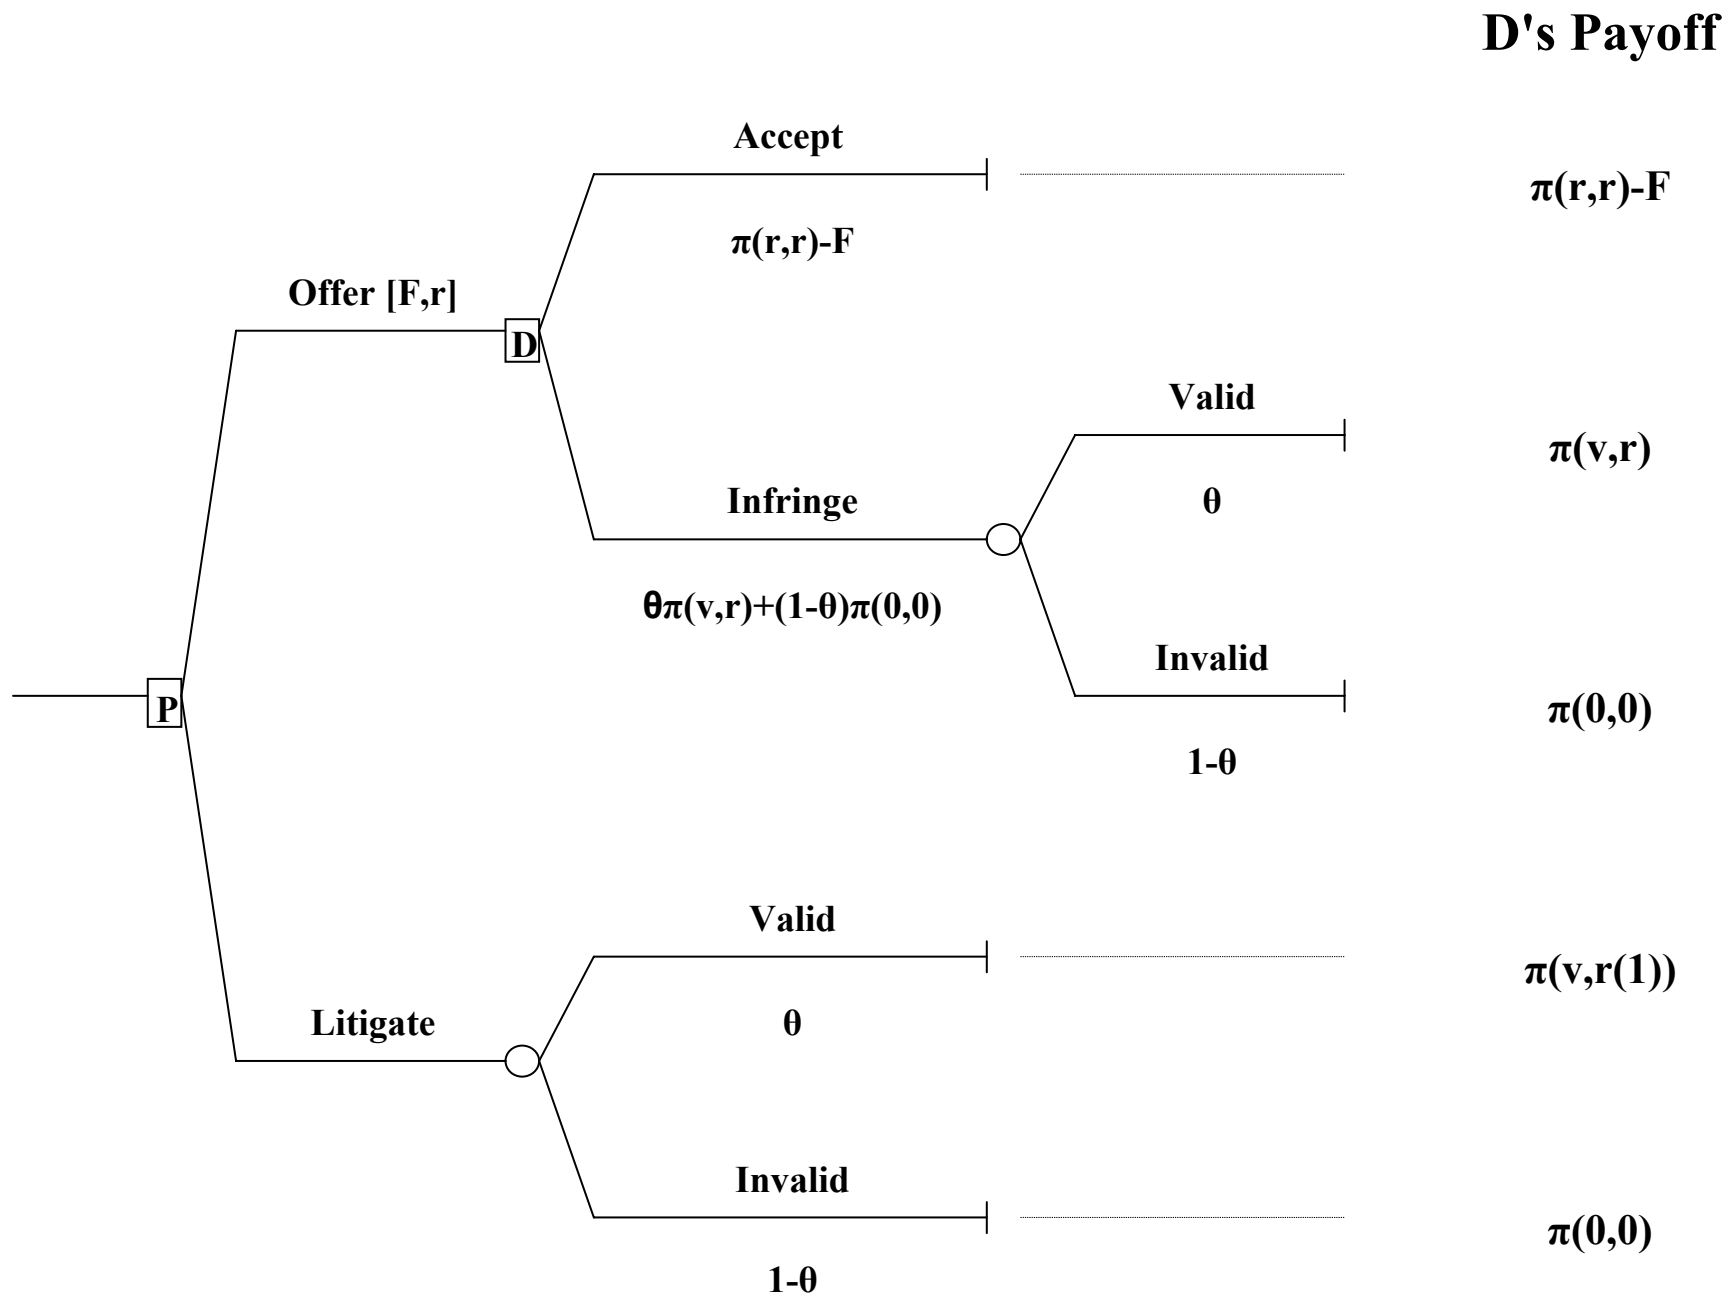 D's Payoff
Accept
π(r,r)-F
π(r,r)-F
Offer [F,r]
D
Valid
π(v,r)
θ
Infringe
θπ(v,r)+(1-θ)π(0,0)
Invalid
π(0,0)
1-θ
P
Valid
π(v,r(1))
θ
Litigate
Invalid
π(0,0)
1-θ